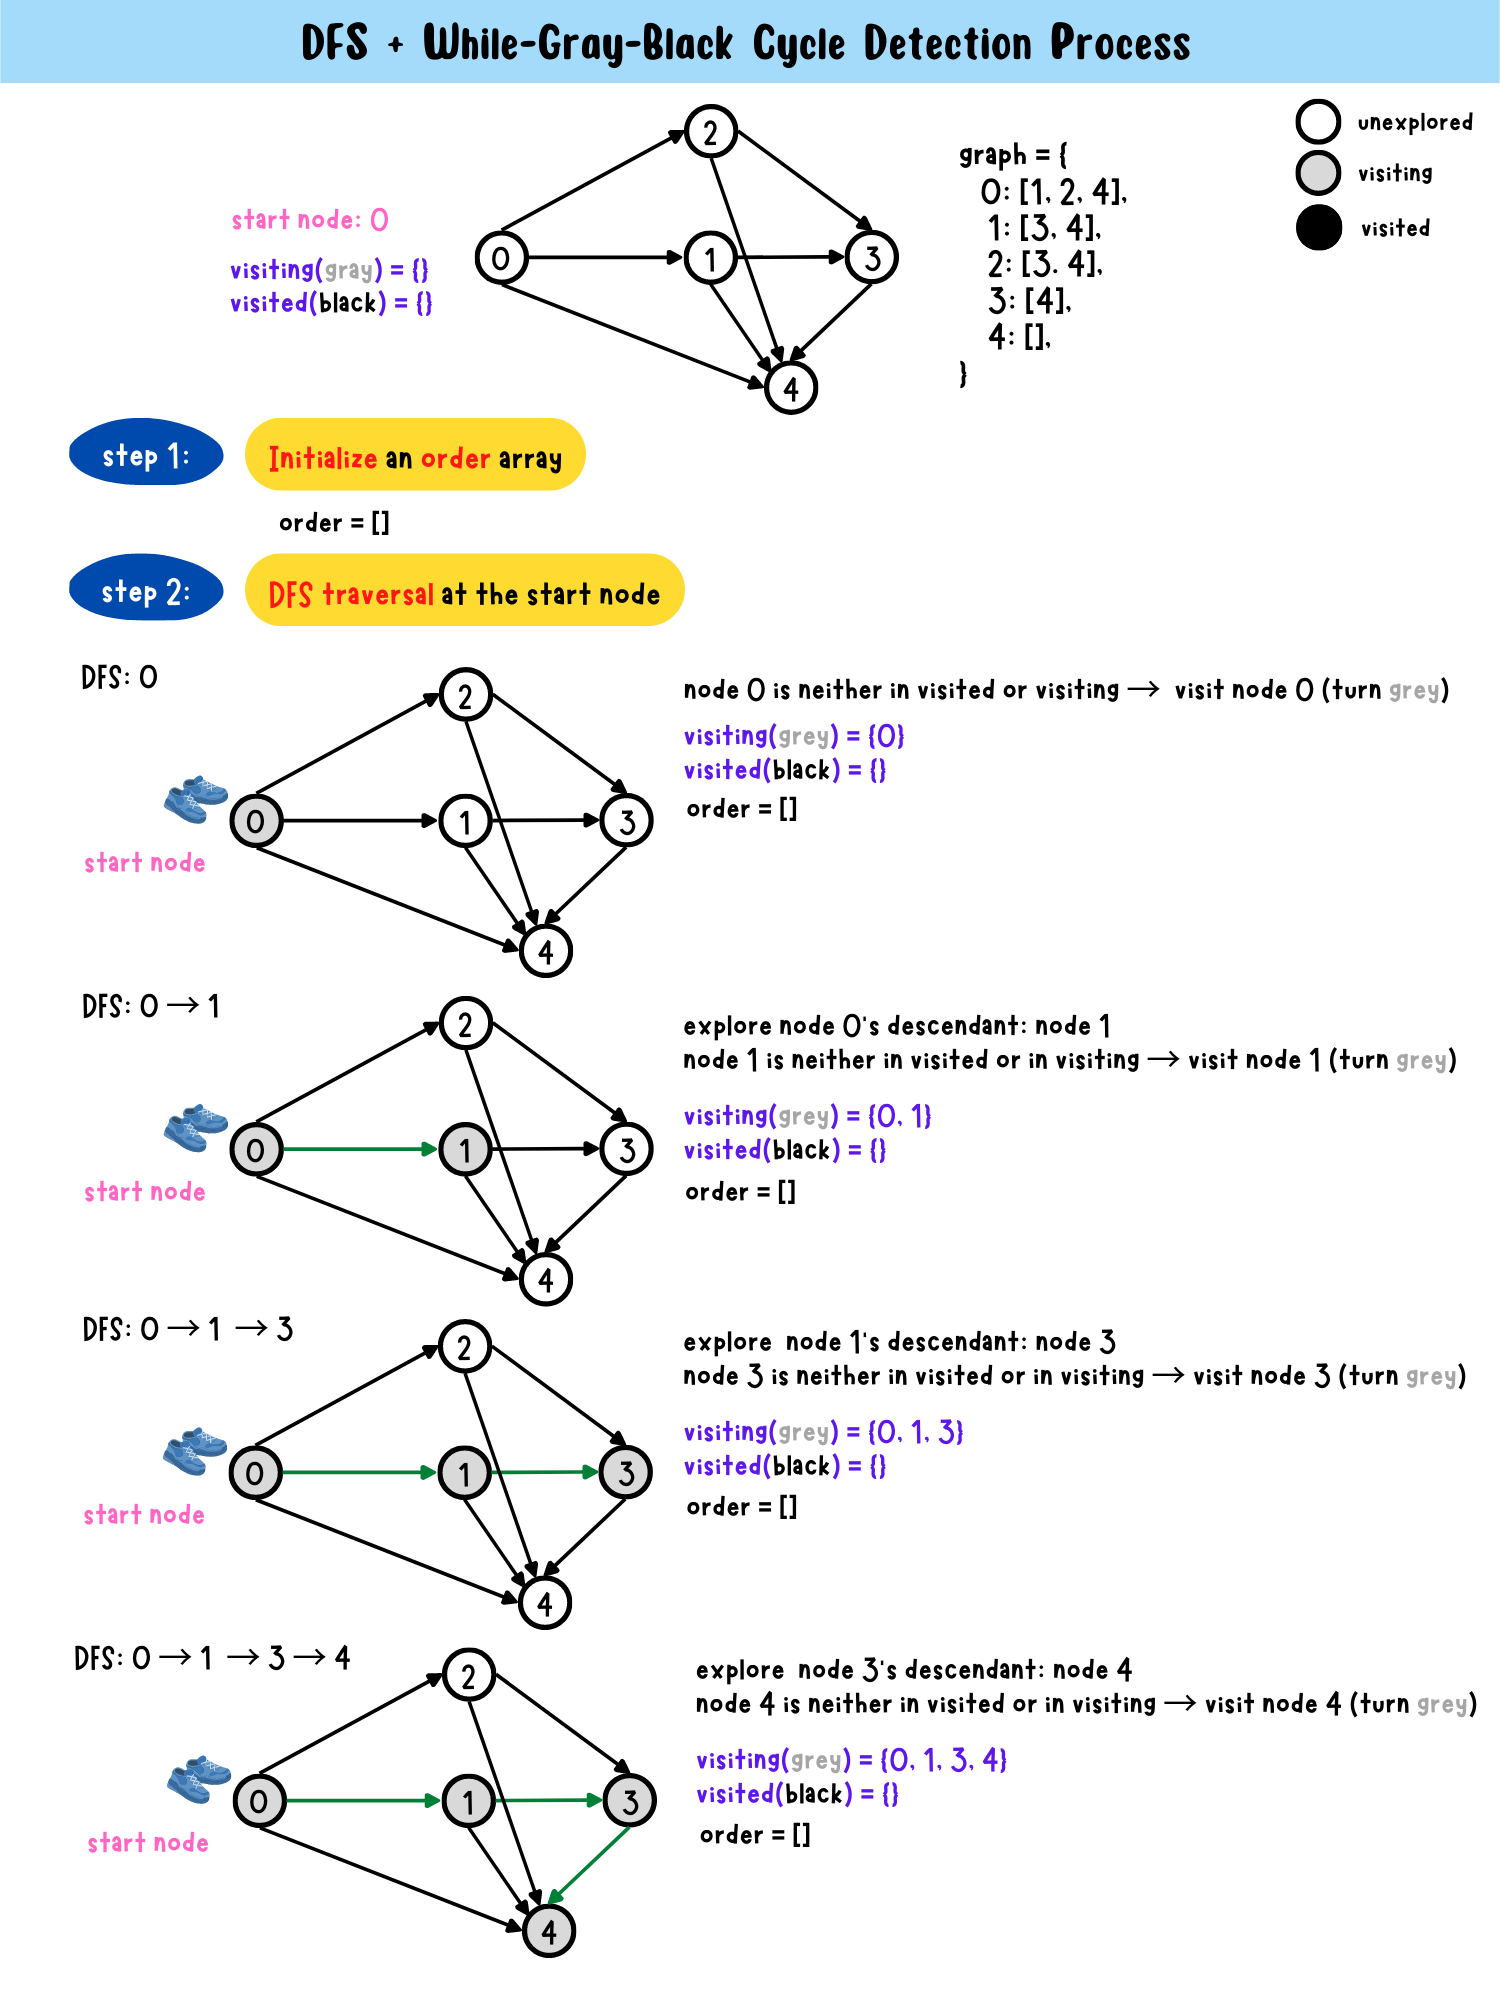 DFS + While-Gray-Black Cycle Detection Process
unexplored
visiting
visited
start node: 0
visiting(gray) = {}
visited(black) = {}
2
0
1
3
4
graph = {
0: [1, 2, 4],
1: [3, 4],
2: [3. 4],
3: [4],
4: [],
}
step 1:
Initialize an order array
order = []
step 2:
DFS traversal at the start node
DFS: 0
2
0
1
3
4
start node
node 0 is neither in visited or visiting → visit node 0 (turn grey)
visiting(grey) = {0}
visited(black) = {}
order = []
DFS: 0 → 1
2
0
1
3
4
start node
explore node 0's descendant: node 1
node 1 is neither in visited or in visiting → visit node 1 (turn grey)
visiting(grey) = {0, 1}
visited(black) = {}
order = []
DFS: 0 → 1 → 3
2
0
1
3
4
start node
explore node 1's descendant: node 3
node 3 is neither in visited or in visiting → visit node 3 (turn grey)
visiting(grey) = {0, 1, 3}
visited(black) = {}
order = []
DFS: 0 → 1 → 3 → 4
2
0
1
3
4
start node
explore node 3's descendant: node 4
node 4 is neither in visited or in visiting → visit node 4 (turn grey)
visiting(grey) = {0, 1, 3, 4}
visited(black) = {}
order = []